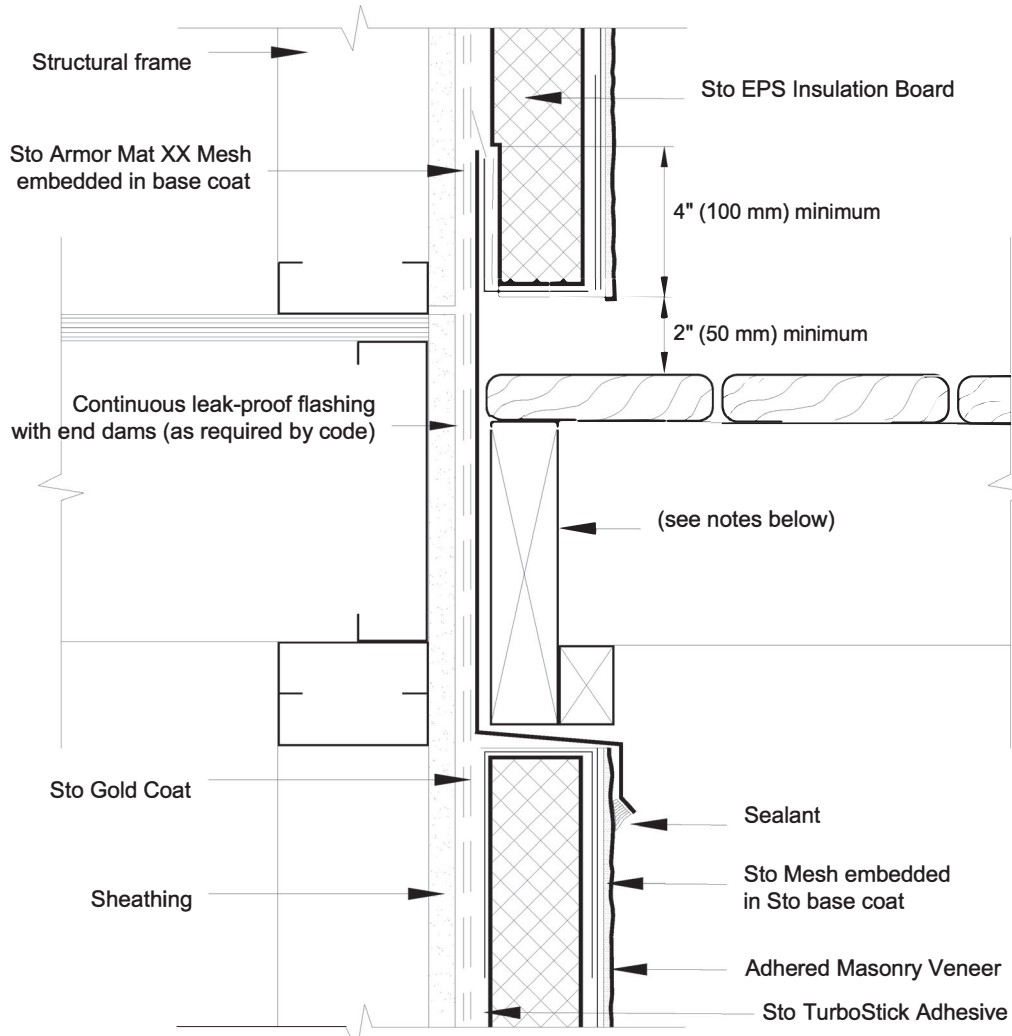 Structural frame
Sto EPS Insulation Board
Sto Armor Mat XX Mesh
embedded in base coat
4" (100 mm) minimum
2" (50 mm) minimum
Continuous leak-proof flashing
with end dams (as required by code)
(see notes below)
Sto Gold Coat
Sealant
Sto Mesh embedded
in Sto base coat
Sheathing
Adhered Masonry Veneer
Sto TurboStick Adhesive